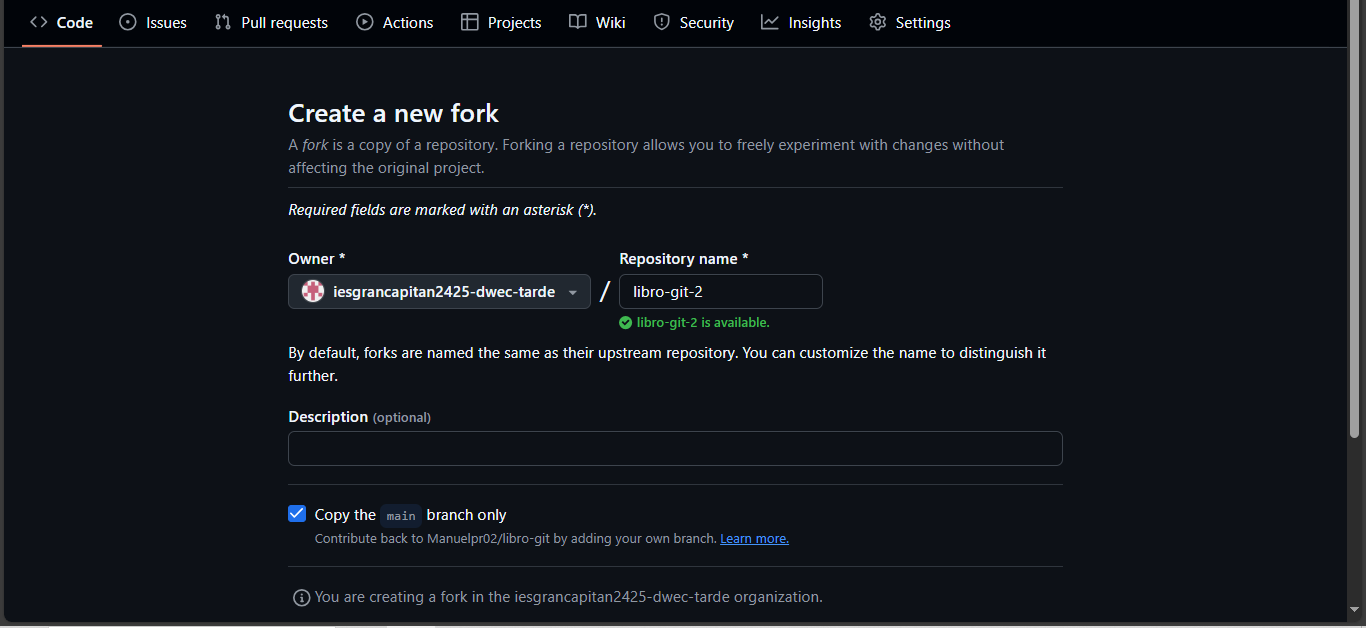 Code Issues Pull requests Actions Projects Wiki Security Insights Settings
Create a new fork
A fork is a copy of a repository. Forking a repository allows you to freely experiment with changes without
affecting the original project.
Required fields are marked with an asterisk (*).
Owner * Repository name *
iesgrancapitan2425-dwec-tarde / libro-git-2
libro-git-2 is available.
By default, forks are named the same as their upstream repository. You can customize the name to distinguish it
further.
Description (optional)
Copy the main branch only
Contribute back to Manuelpr02/libro-git by adding your own branch. Learn more.
You are creating a fork in the iesgrancapitan2425-dwec-tarde organization.